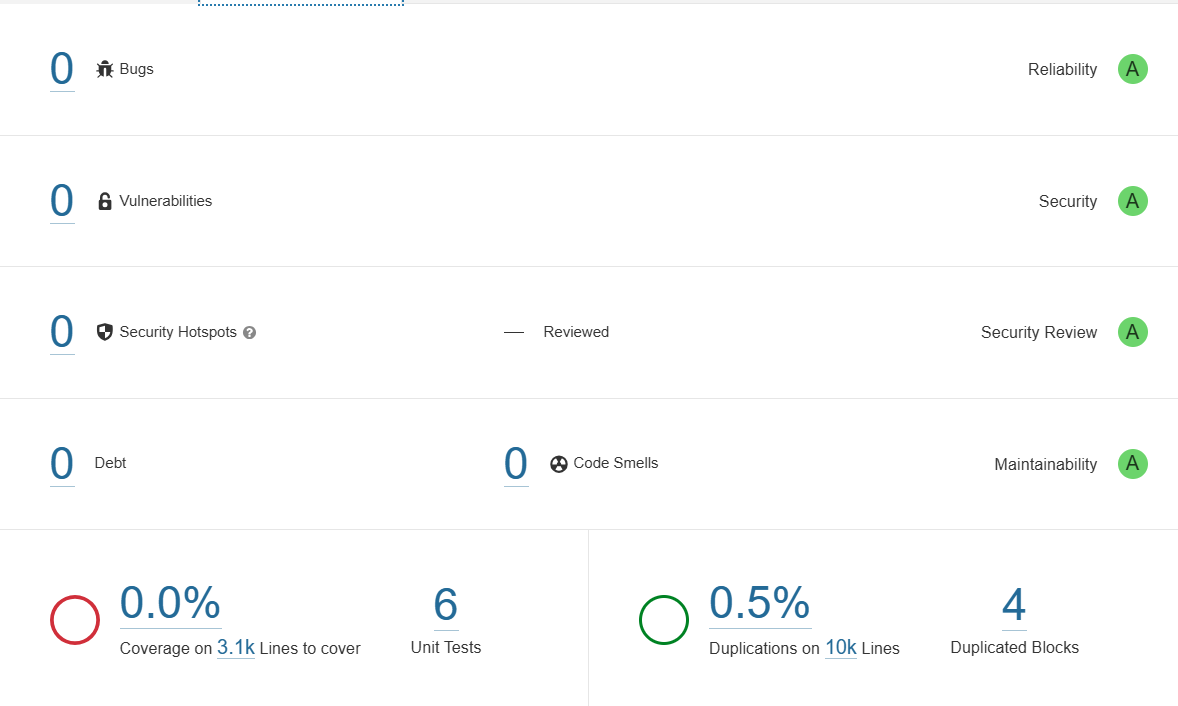 0 Bugs Reliability A
0 Vulnerabilities Security A
0 Security Hotspots ? — Reviewed Security Review A
0 Debt 0 Code Smells Maintainability A
0.0% 6 0.5% 4
Coverage on 3.1k Lines to cover Unit Tests Duplications on 10k Lines Duplicated Blocks